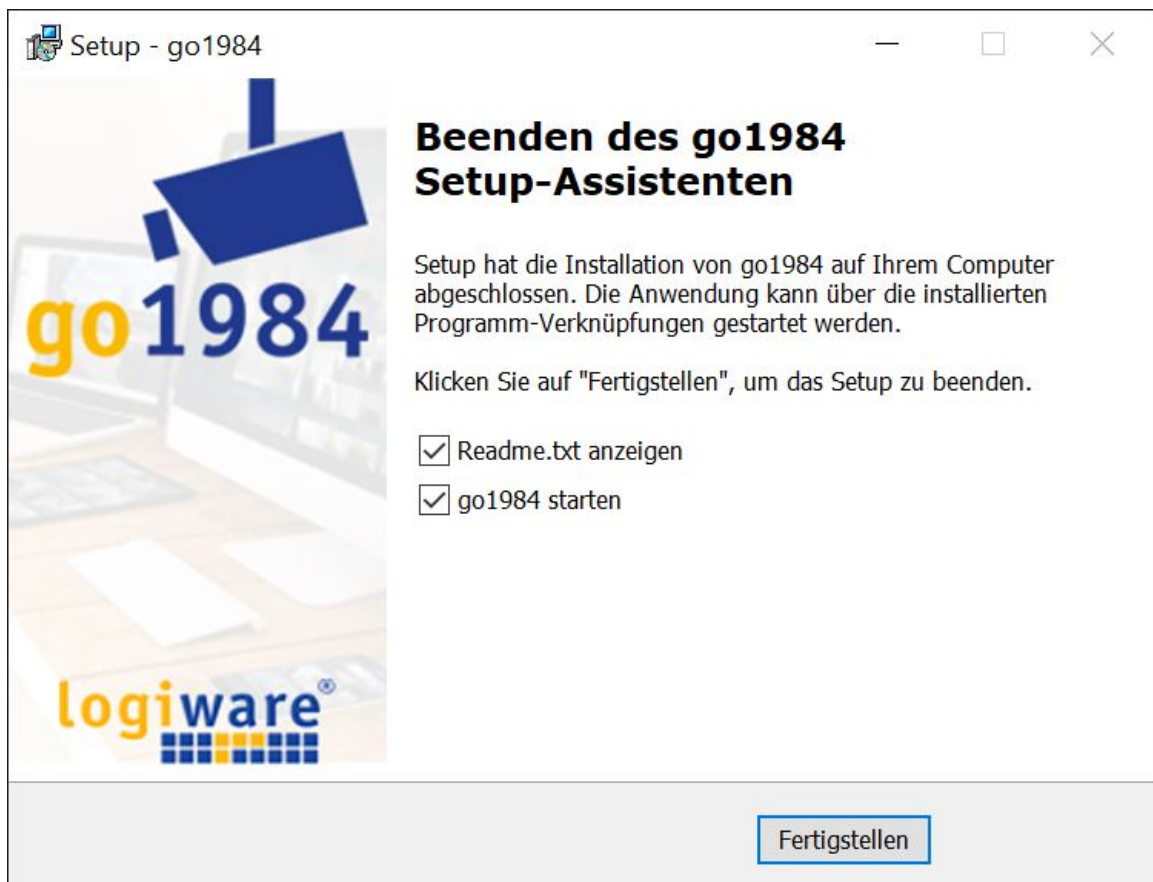 Setup - go1984
go1984
logiware®
Beenden des go1984
Setup-Assistenten
Setup hat die Installation von go1984 auf Ihrem Computer
abgeschlossen. Die Anwendung kann über die installierten
Programm-Verknüpfungen gestartet werden.
Klicken Sie auf "Fertigstellen", um das Setup zu beenden.
Readme.txt anzeigen
go1984 starten
Fertigstellen